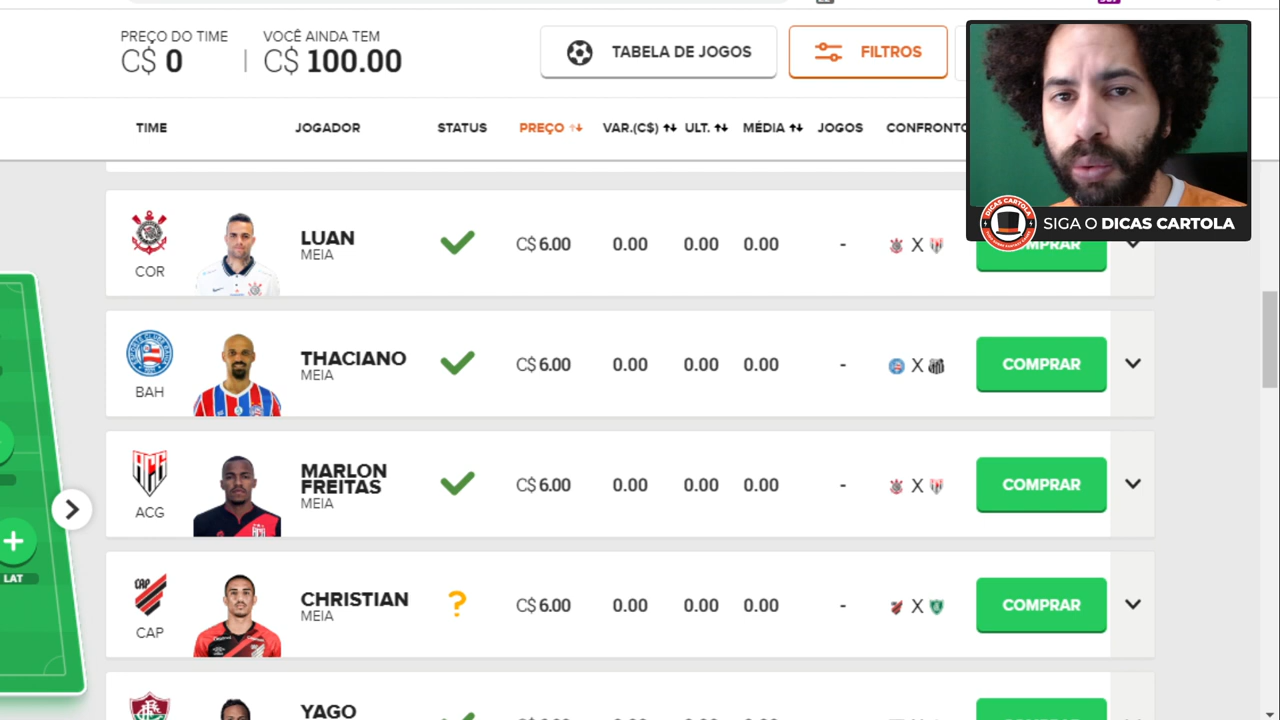 PREÇO DO TIME
C$ 0
VOCÊ AINDA TEM
C$ 100.00
TABELA DE JOGOS
FILTROS
TIME JOGADOR STATUS PREÇO VAR.(C$) ULT. MÉDIA JOGOS CONFRONTO
SIGA O DICAS CARTOLA
DICAS CARTOLA
COR
LUAN
MEIA
C$ 6.00 0.00 0.00 0.00 - X
COMPRAR
BAH
THACIANO
MEIA
C$ 6.00 0.00 0.00 0.00 - X
COMPRAR
ACG
MARLON
FREITAS
MEIA
C$ 6.00 0.00 0.00 0.00 - X
COMPRAR
CAP
CHRISTIAN
MEIA
?
C$ 6.00 0.00 0.00 0.00 - X
COMPRAR
YAGO
+
LAT